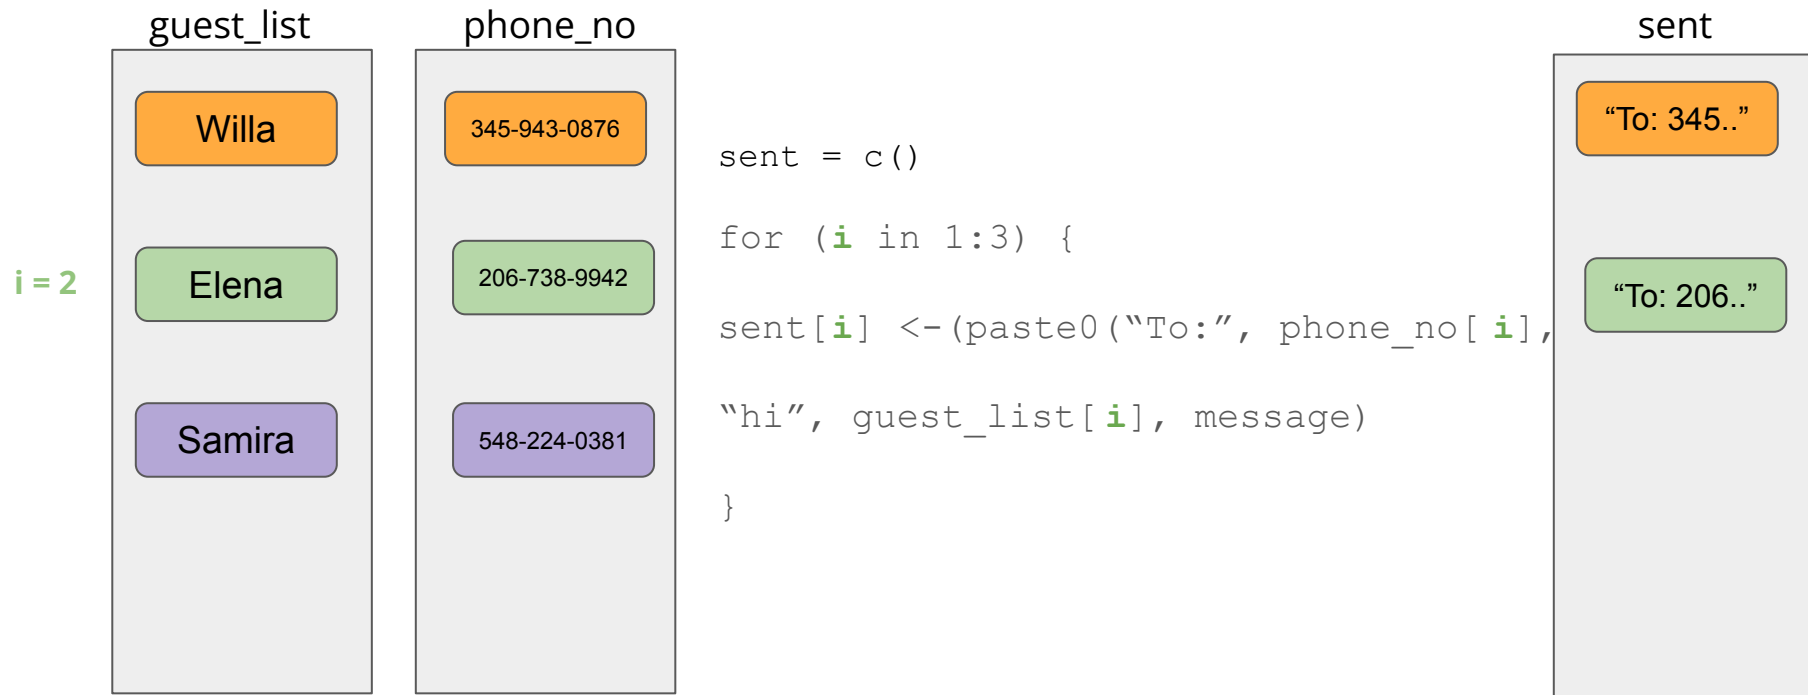 guest_list
phone_no
sent
Willa
345-943-0876
“To: 345..”
sent = c()
for (i in 1:3) {
i = 2
Elena
206-738-9942
“To: 206..”
sent[i] <-(paste0(“To:”, phone_no[i],
“hi”, guest_list[i], message)
Samira
548-224-0381
}